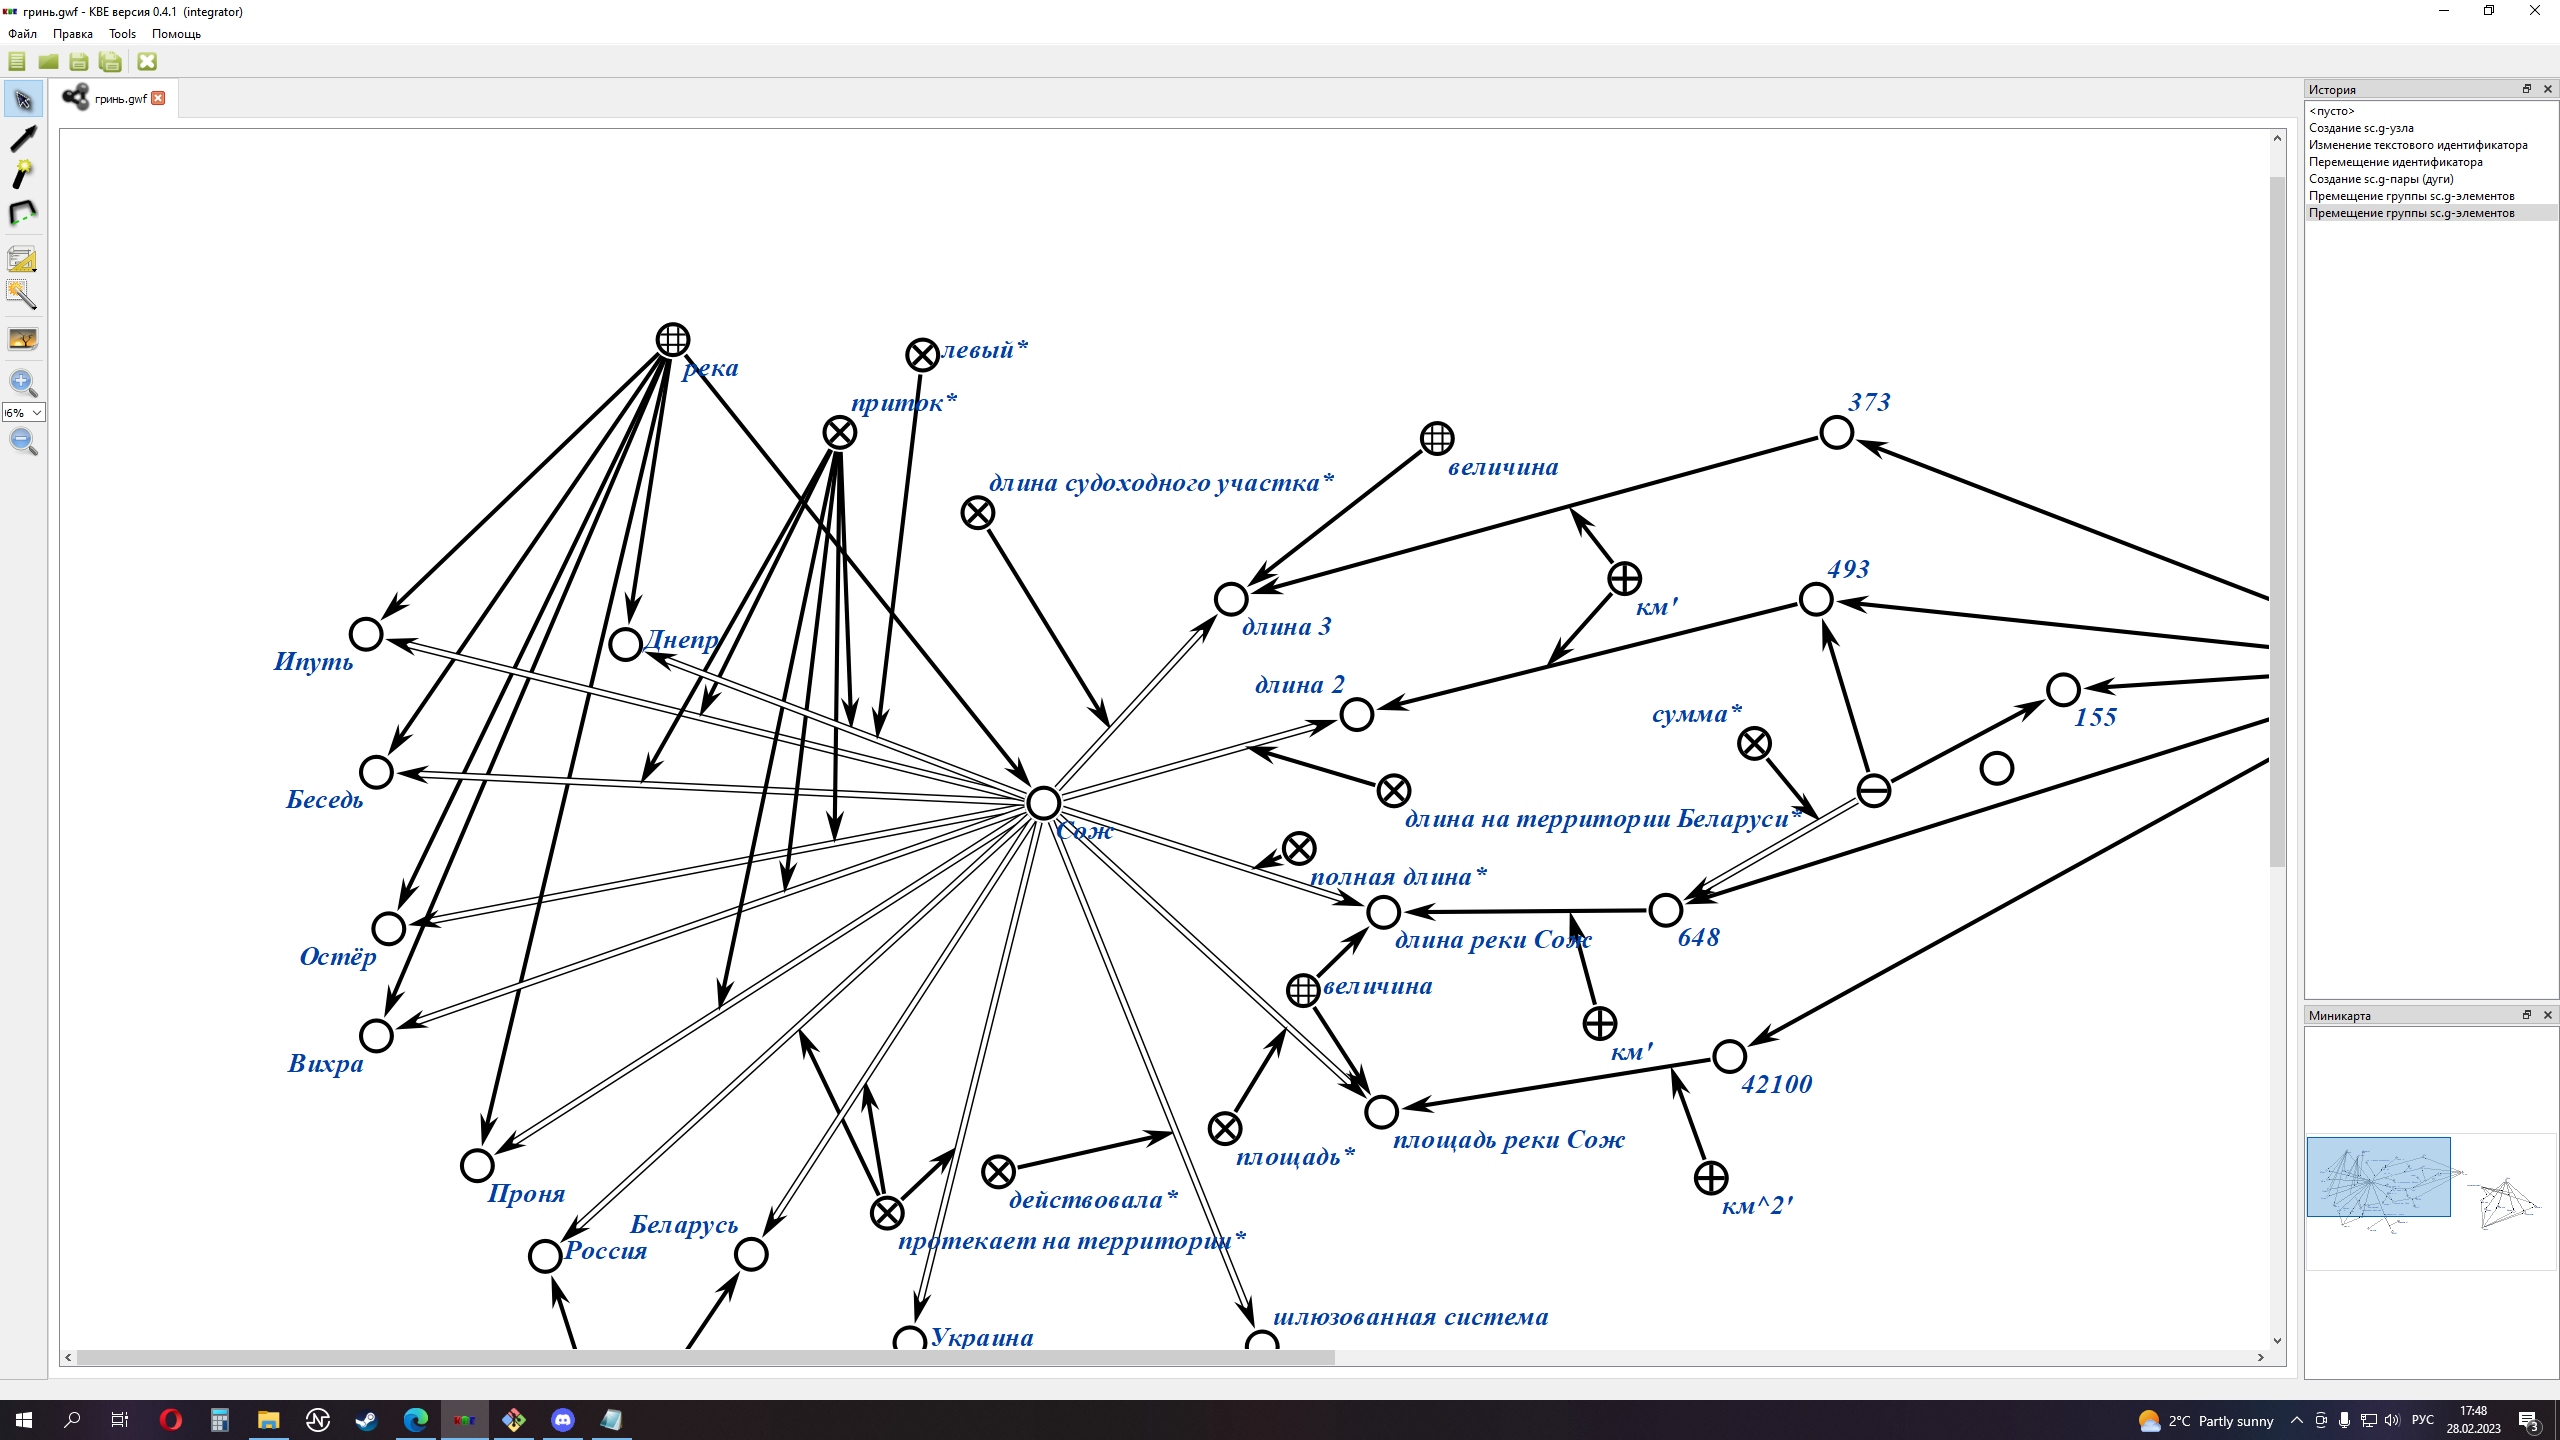 гринь.gwf - KBE версия 0.4.1 (integrator)
Файл Правка Tools Помощь
гринь.gwf
История
<пусто>
Создание sc.g-узла
Изменение текстового идентификатора
Перемещение идентификатора
Создание sc.g-пары (дуги)
Премещение группы sc.g-элементов
Премещение группы sc.g-элементов
левый*
река
приток*
373
величина
длина судоходного участка*
493
км'
длина 3
Днепр
Ипуть
длина 2
сумма*
155
Беседь
длина на территории Беларуси*
Сож
полная длина*
длина реки Сож
648
Остёр
величина
км'
Вихра
42100
площадь реки Сож
площадь*
Проня
действовала*
км^2'
Беларусь
протекает на территории*
Россия
шлюзованная система
Украина
Миникарта
KBE
2°C Partly sunny
РУС
17:48
28.02.2023
3